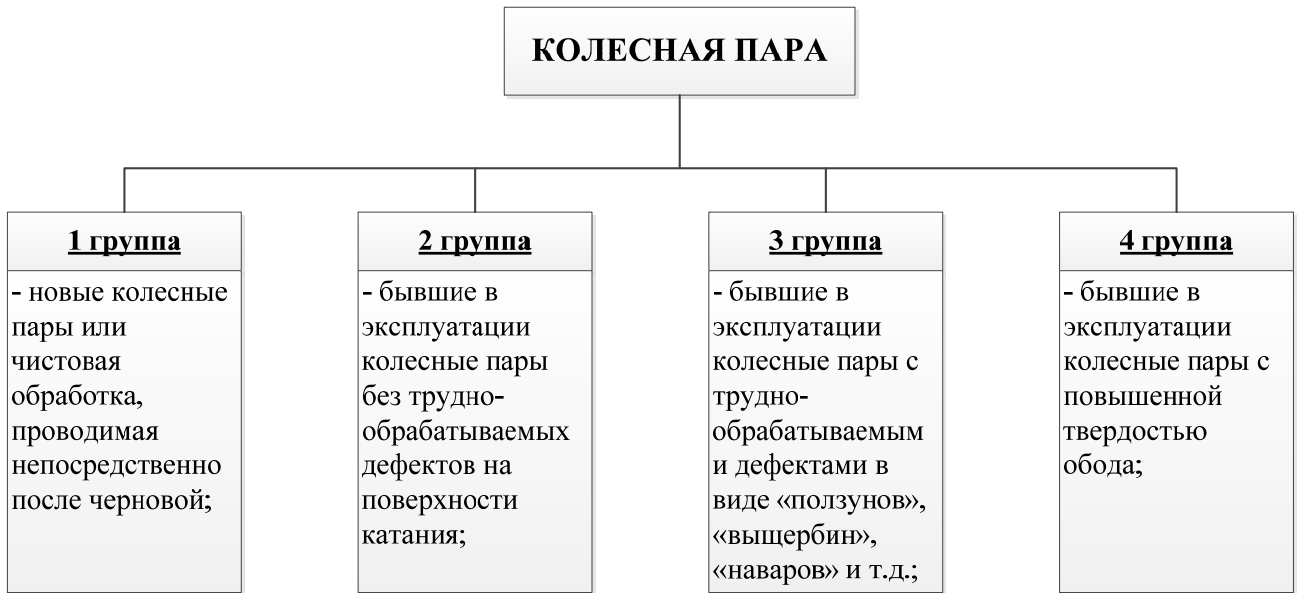 КОЛЕСНАЯ ПАРА
1 группа
- новые колесные
пары или
чистовая
обработка,
проводимая
непосредственно
после черновой;
2 группа
- бывшие в
эксплуатации
колесные пары
без трудно-
обрабатываемых
дефектов на
поверхности
катания;
3 группа
- бывшие в
эксплуатации
колесные пары с
трудно-
обрабатываемым
и дефектами в
виде «ползунов»,
«выщербин»,
«наваров» и т.д.;
4 группа
- бывшие в
эксплуатации
колесные пары с
повышенной
твердостью
обода;